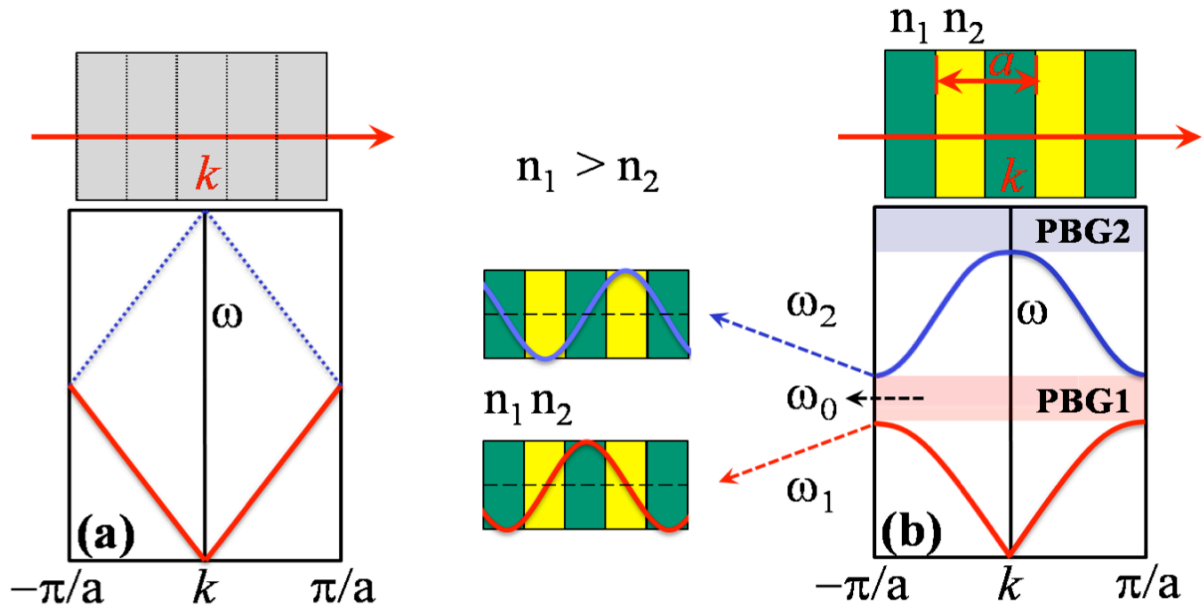 k
ω
(a)
−π/a k π/a
n₁ > n₂
n₁ n₂
n₁ n₂
a
k
PBG2
ω
ω₂
ω₀
PBG1
ω₁
(b)
−π/a k π/a